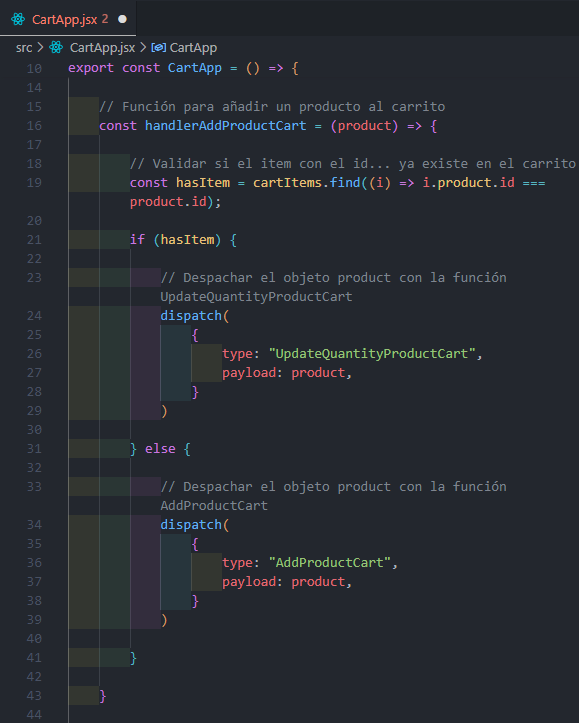 CartApp.jsx 2
src > CartApp.jsx > CartApp
10 export const CartApp = () => {
14
15 // Función para añadir un producto al carrito
16 const handlerAddProductCart = (product) => {
17
18 // Validar si el item con el id... ya existe en el carrito
19 const hasItem = cartItems.find((i) => i.product.id ===
product.id);
20
21 if (hasItem) {
22
23 // Despachar el objeto product con la función
UpdateQuantityProductCart
24 dispatch(
25 {
26 type: "UpdateQuantityProductCart",
27 payload: product,
28 }
29 )
30
31 } else {
32
33 // Despachar el objeto product con la función
AddProductCart
34 dispatch(
35 {
36 type: "AddProductCart",
37 payload: product,
38 }
39 )
40
41 }
42
43 }
44